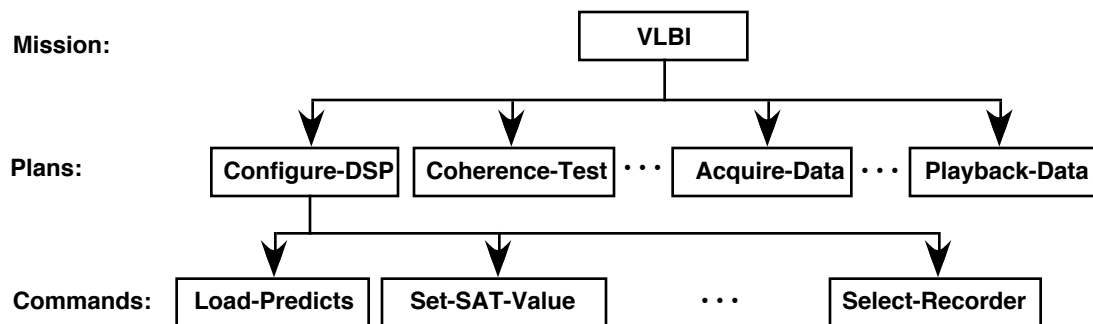 Mission: VLBI
Plans: Configure-DSP Coherence-Test ... Acquire-Data ... Playback-Data
Commands: Load-Predicts Set-SAT-Value ... Select-Recorder